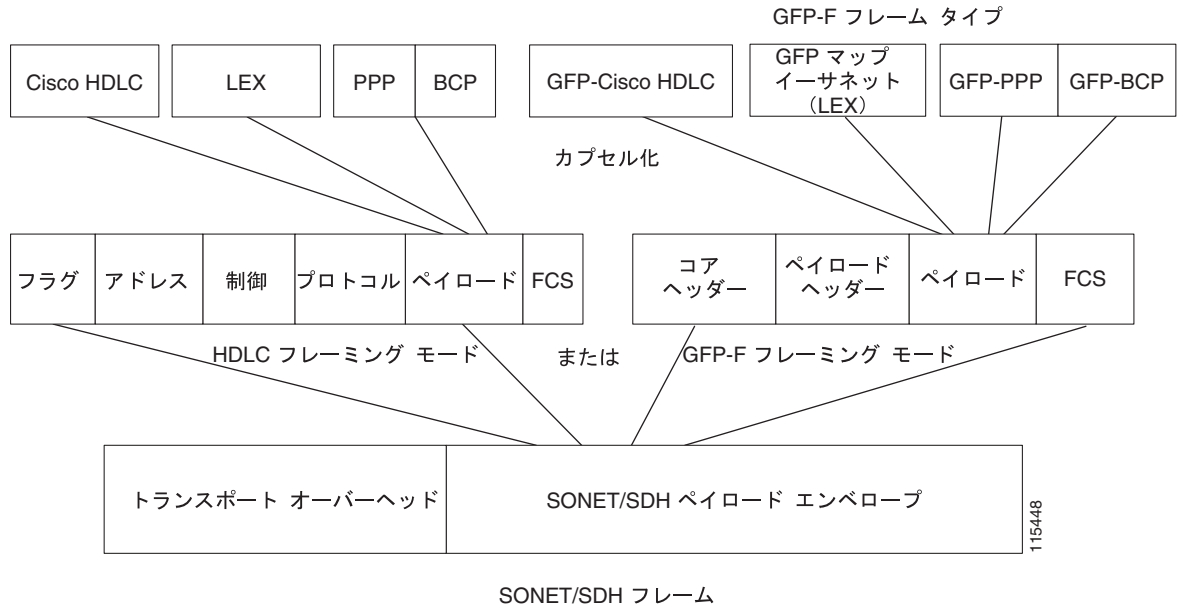 GFP-F フレーム タイプ
Cisco HDLC
LEX
PPP
BCP
GFP-Cisco HDLC
GFP マップ
イーサネット
（LEX）
GFP-PPP
GFP-BCP
カプセル化
フラグ
アドレス
制御
プロトコル
ペイロード
FCS
コア
ヘッダー
ペイロード
ヘッダー
ペイロード
FCS
HDLC フレーミング モード
または
GFP-F フレーミング モード
トランスポート オーバーヘッド
SONET/SDH ペイロード エンベロープ
115448
SONET/SDH フレーム